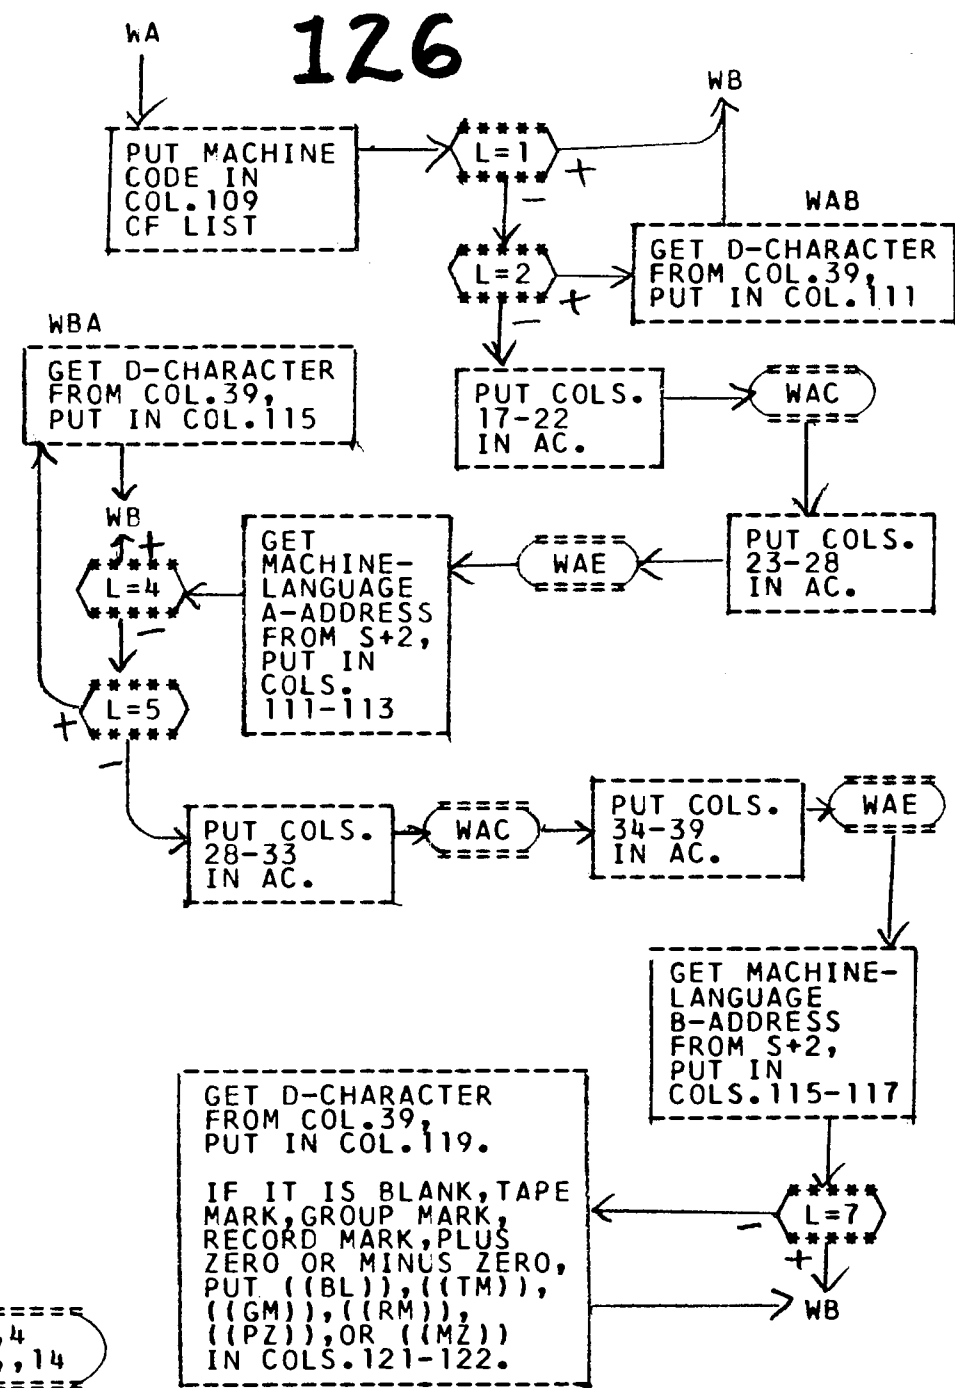 126
WA
PUT MACHINE
CODE IN
COL.109
CF LIST
*****
L=1
*****
+
-
WB
WAB
GET D-CHARACTER
FROM COL.39,
PUT IN COL.111
*****
L=2
*****
+
-
WBA
GET D-CHARACTER
FROM COL.39,
PUT IN COL.115
PUT COLS.
17-22
IN AC.
=====
WAC
=====
PUT COLS.
23-28
IN AC.
=====
WAE
=====
GET
MACHINE-
LANGUAGE
A-ADDRESS
FROM S+2,
PUT IN
COLS.
111-113
WB
+
*****
L=4
*****
-
*****
L=5
*****
+
-
PUT COLS.
28-33
IN AC.
=====
WAC
=====
PUT COLS.
34-39
IN AC.
=====
WAE
=====
GET MACHINE-
LANGUAGE
B-ADDRESS
FROM S+2,
PUT IN
COLS.115-117
*****
L=7
*****
-
+
WB
GET D-CHARACTER
FROM COL.39,
PUT IN COL.119.
IF IT IS BLANK,TAPE
MARK,GROUP MARK,
RECORD MARK,PLUS
ZERO OR MINUS ZERO,
PUT ((BL)),((TM)),
((GM)),((RM)),
((PZ)),OR ((MZ))
IN COLS.121-122.
=====
,4
,,14
=====